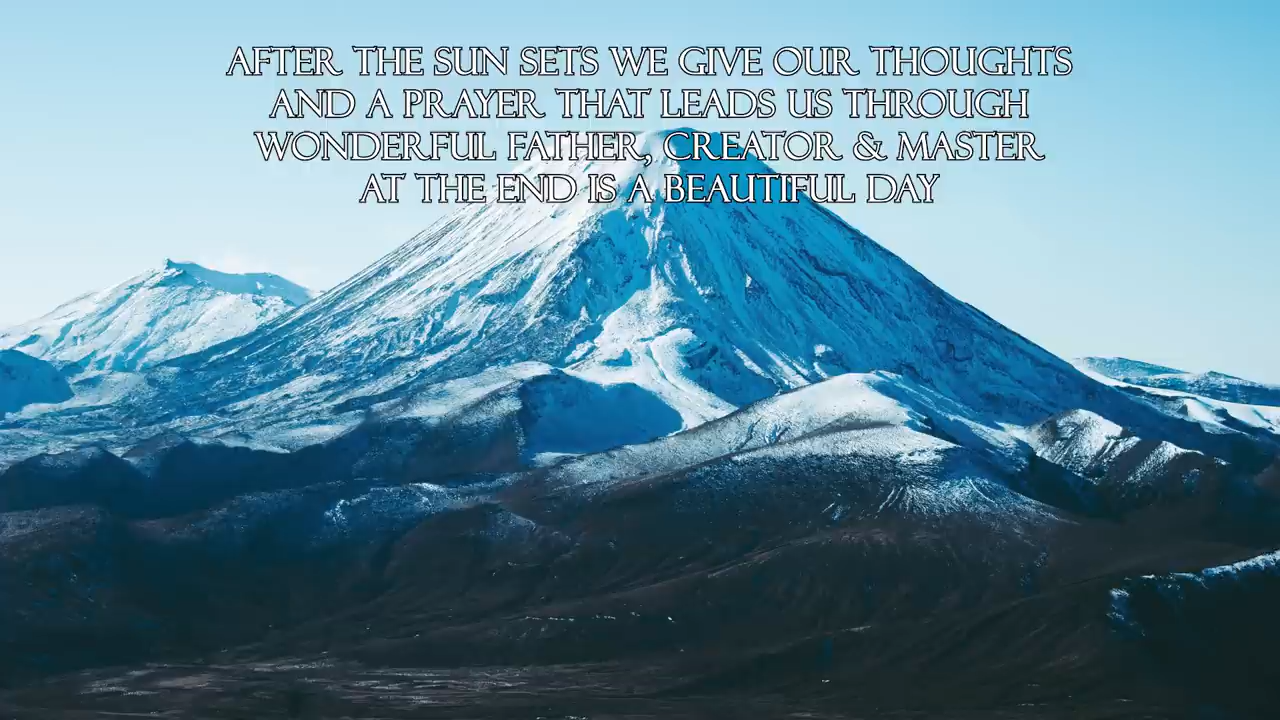 AFTER THE SUN SETS WE GIVE OUR THOUGHTS
AND A PRAYER THAT LEADS US THROUGH
WONDERFUL FATHER, CREATOR & MASTER
AT THE END IS A BEAUTIFUL DAY